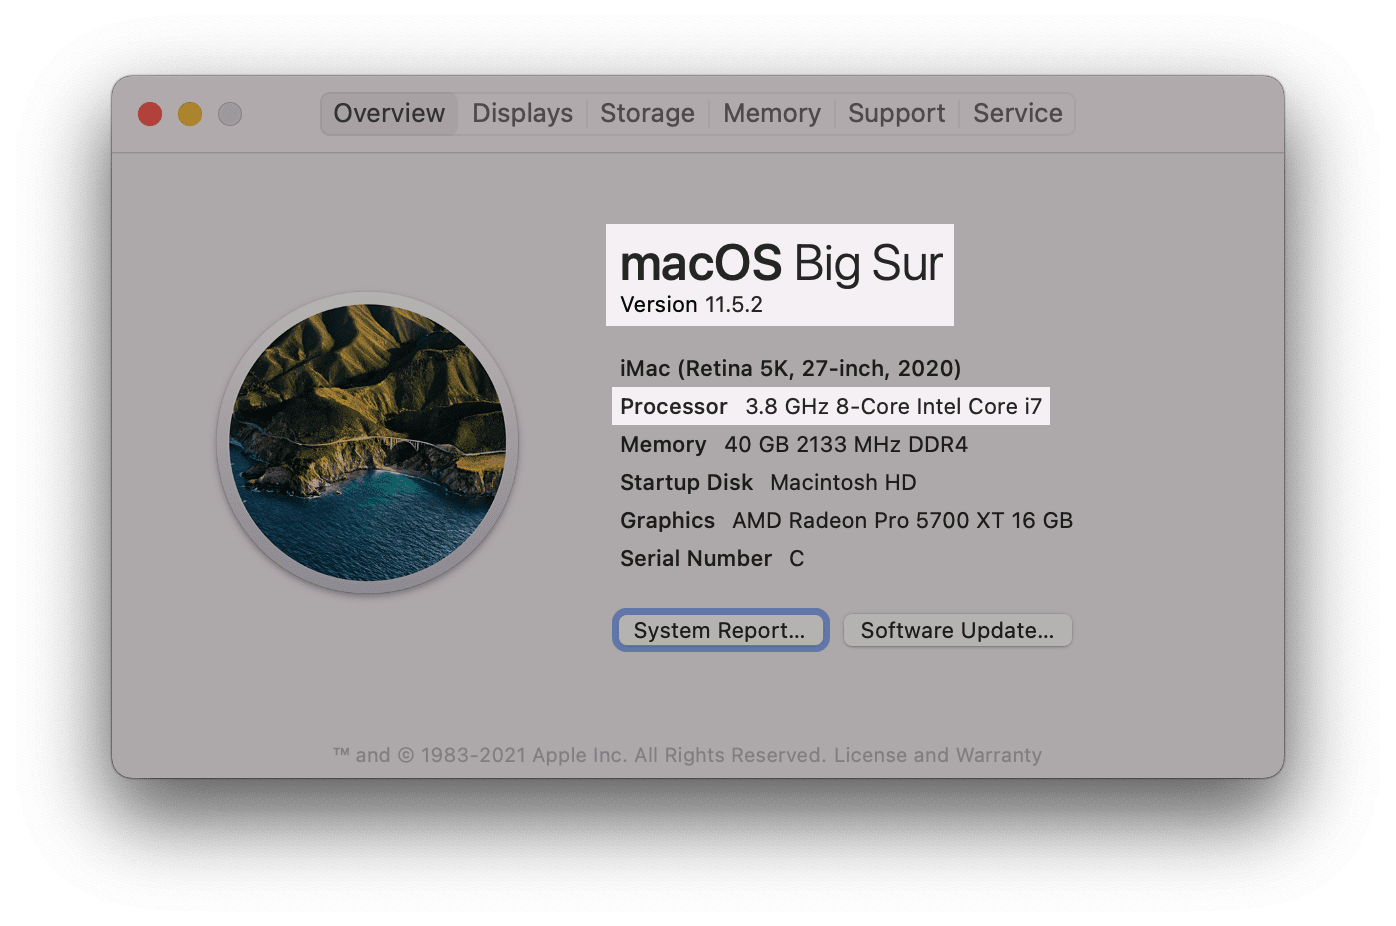 Overview Displays Storage Memory Support Service
macOS Big Sur
Version 11.5.2
iMac (Retina 5K, 27-inch, 2020)
Processor 3.8 GHz 8-Core Intel Core i7
Memory 40 GB 2133 MHz DDR4
Startup Disk Macintosh HD
Graphics AMD Radeon Pro 5700 XT 16 GB
Serial Number C
System Report... Software Update...
™ and © 1983-2021 Apple Inc. All Rights Reserved. License and Warranty